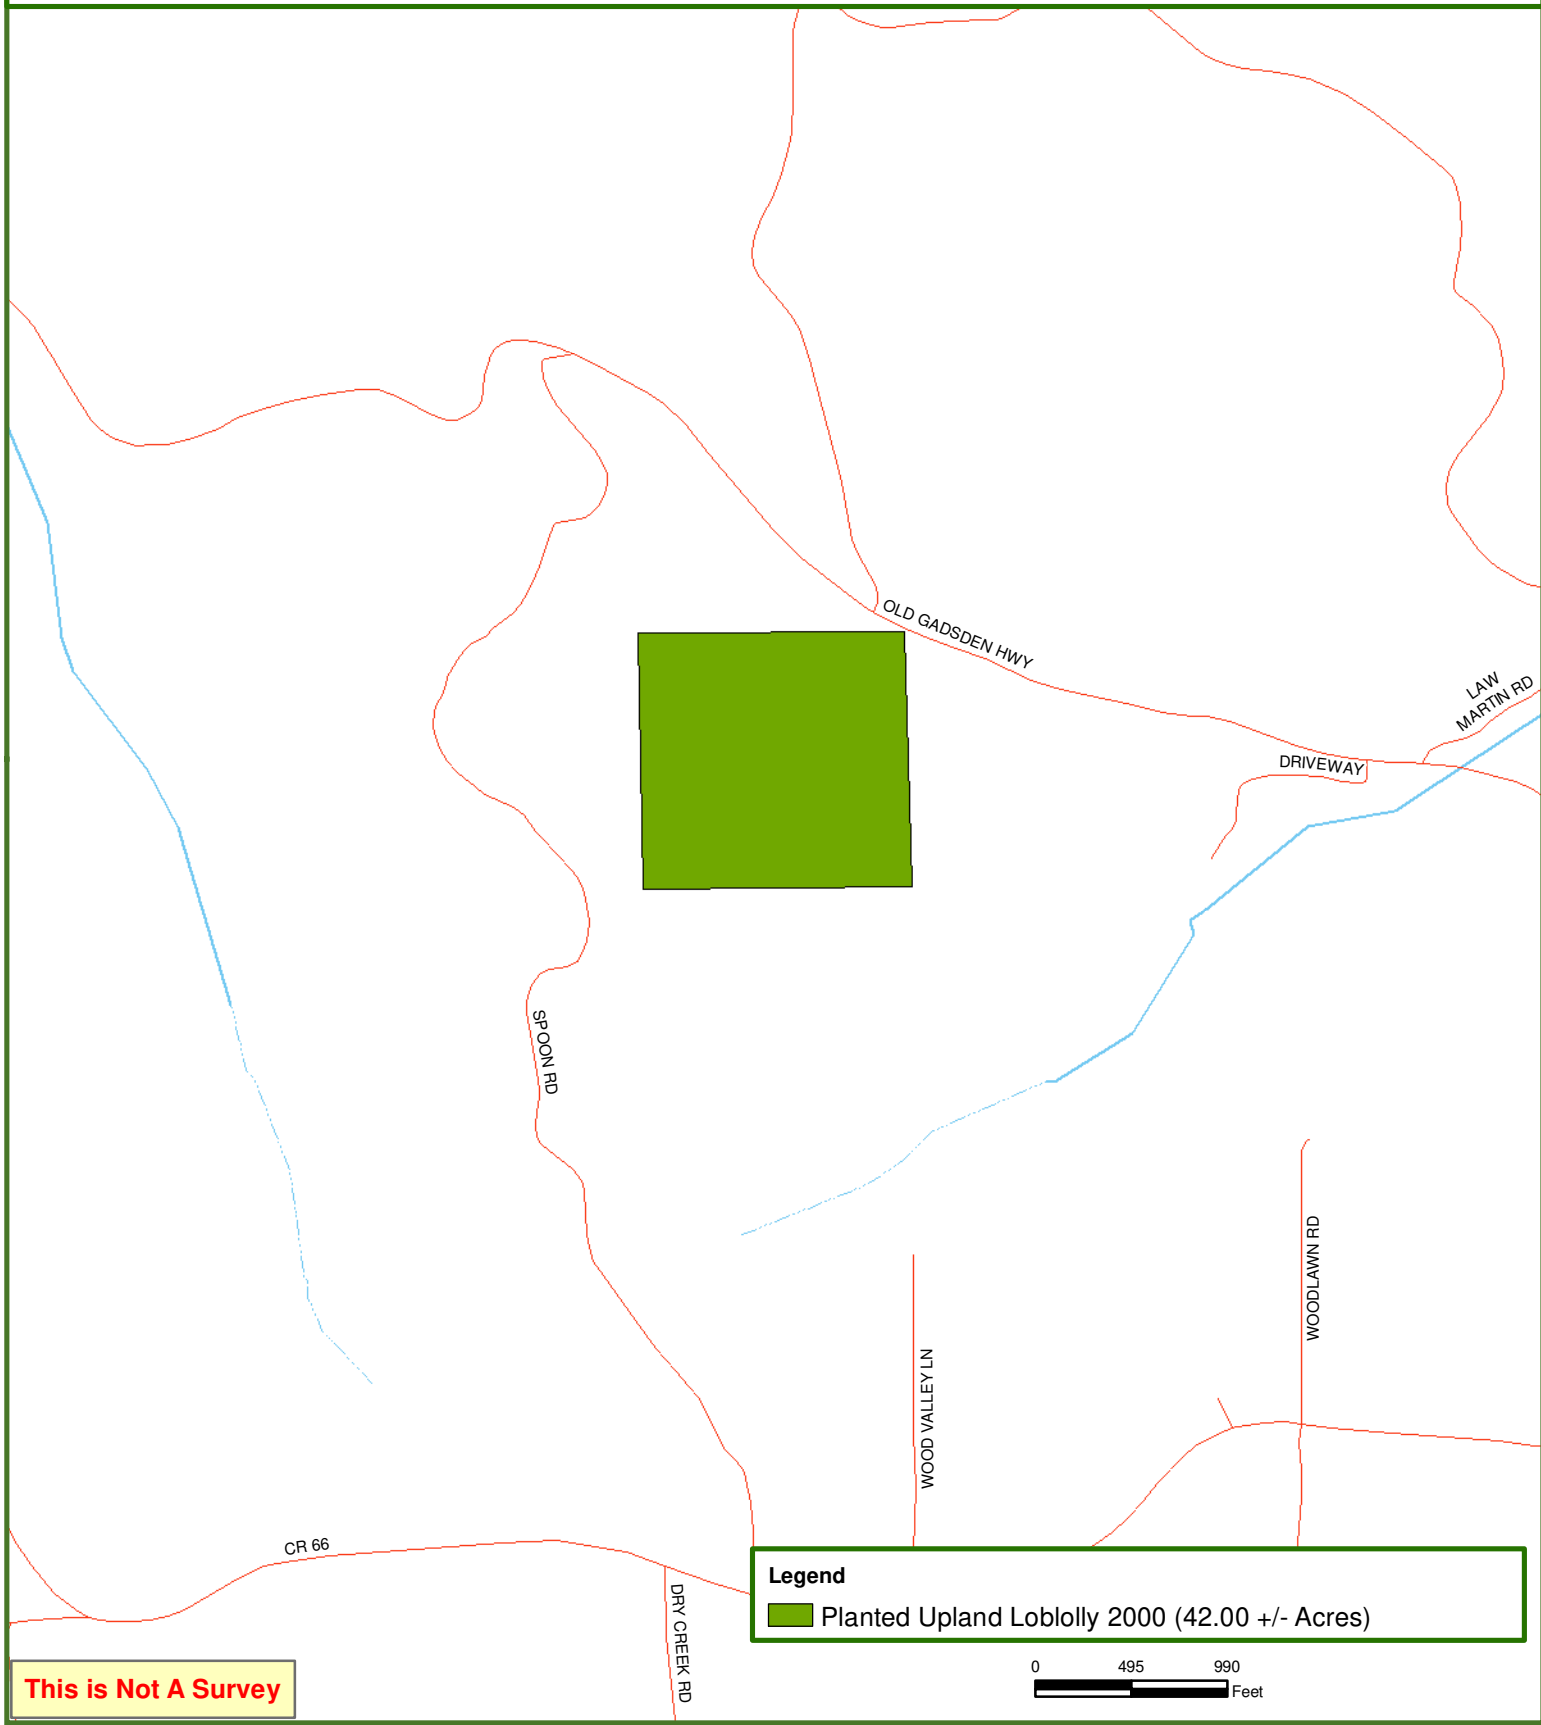 OLD GADSDEN HWY
LAW
MARTIN RD
DRIVEWAY
SPOON RD
WOODLAWN RD
WOOD VALLEY LN
CR 66
DRY CREEK RD
Legend
Planted Upland Loblolly 2000 (42.00 +/- Acres)
This is Not A Survey
0 495 990
Feet